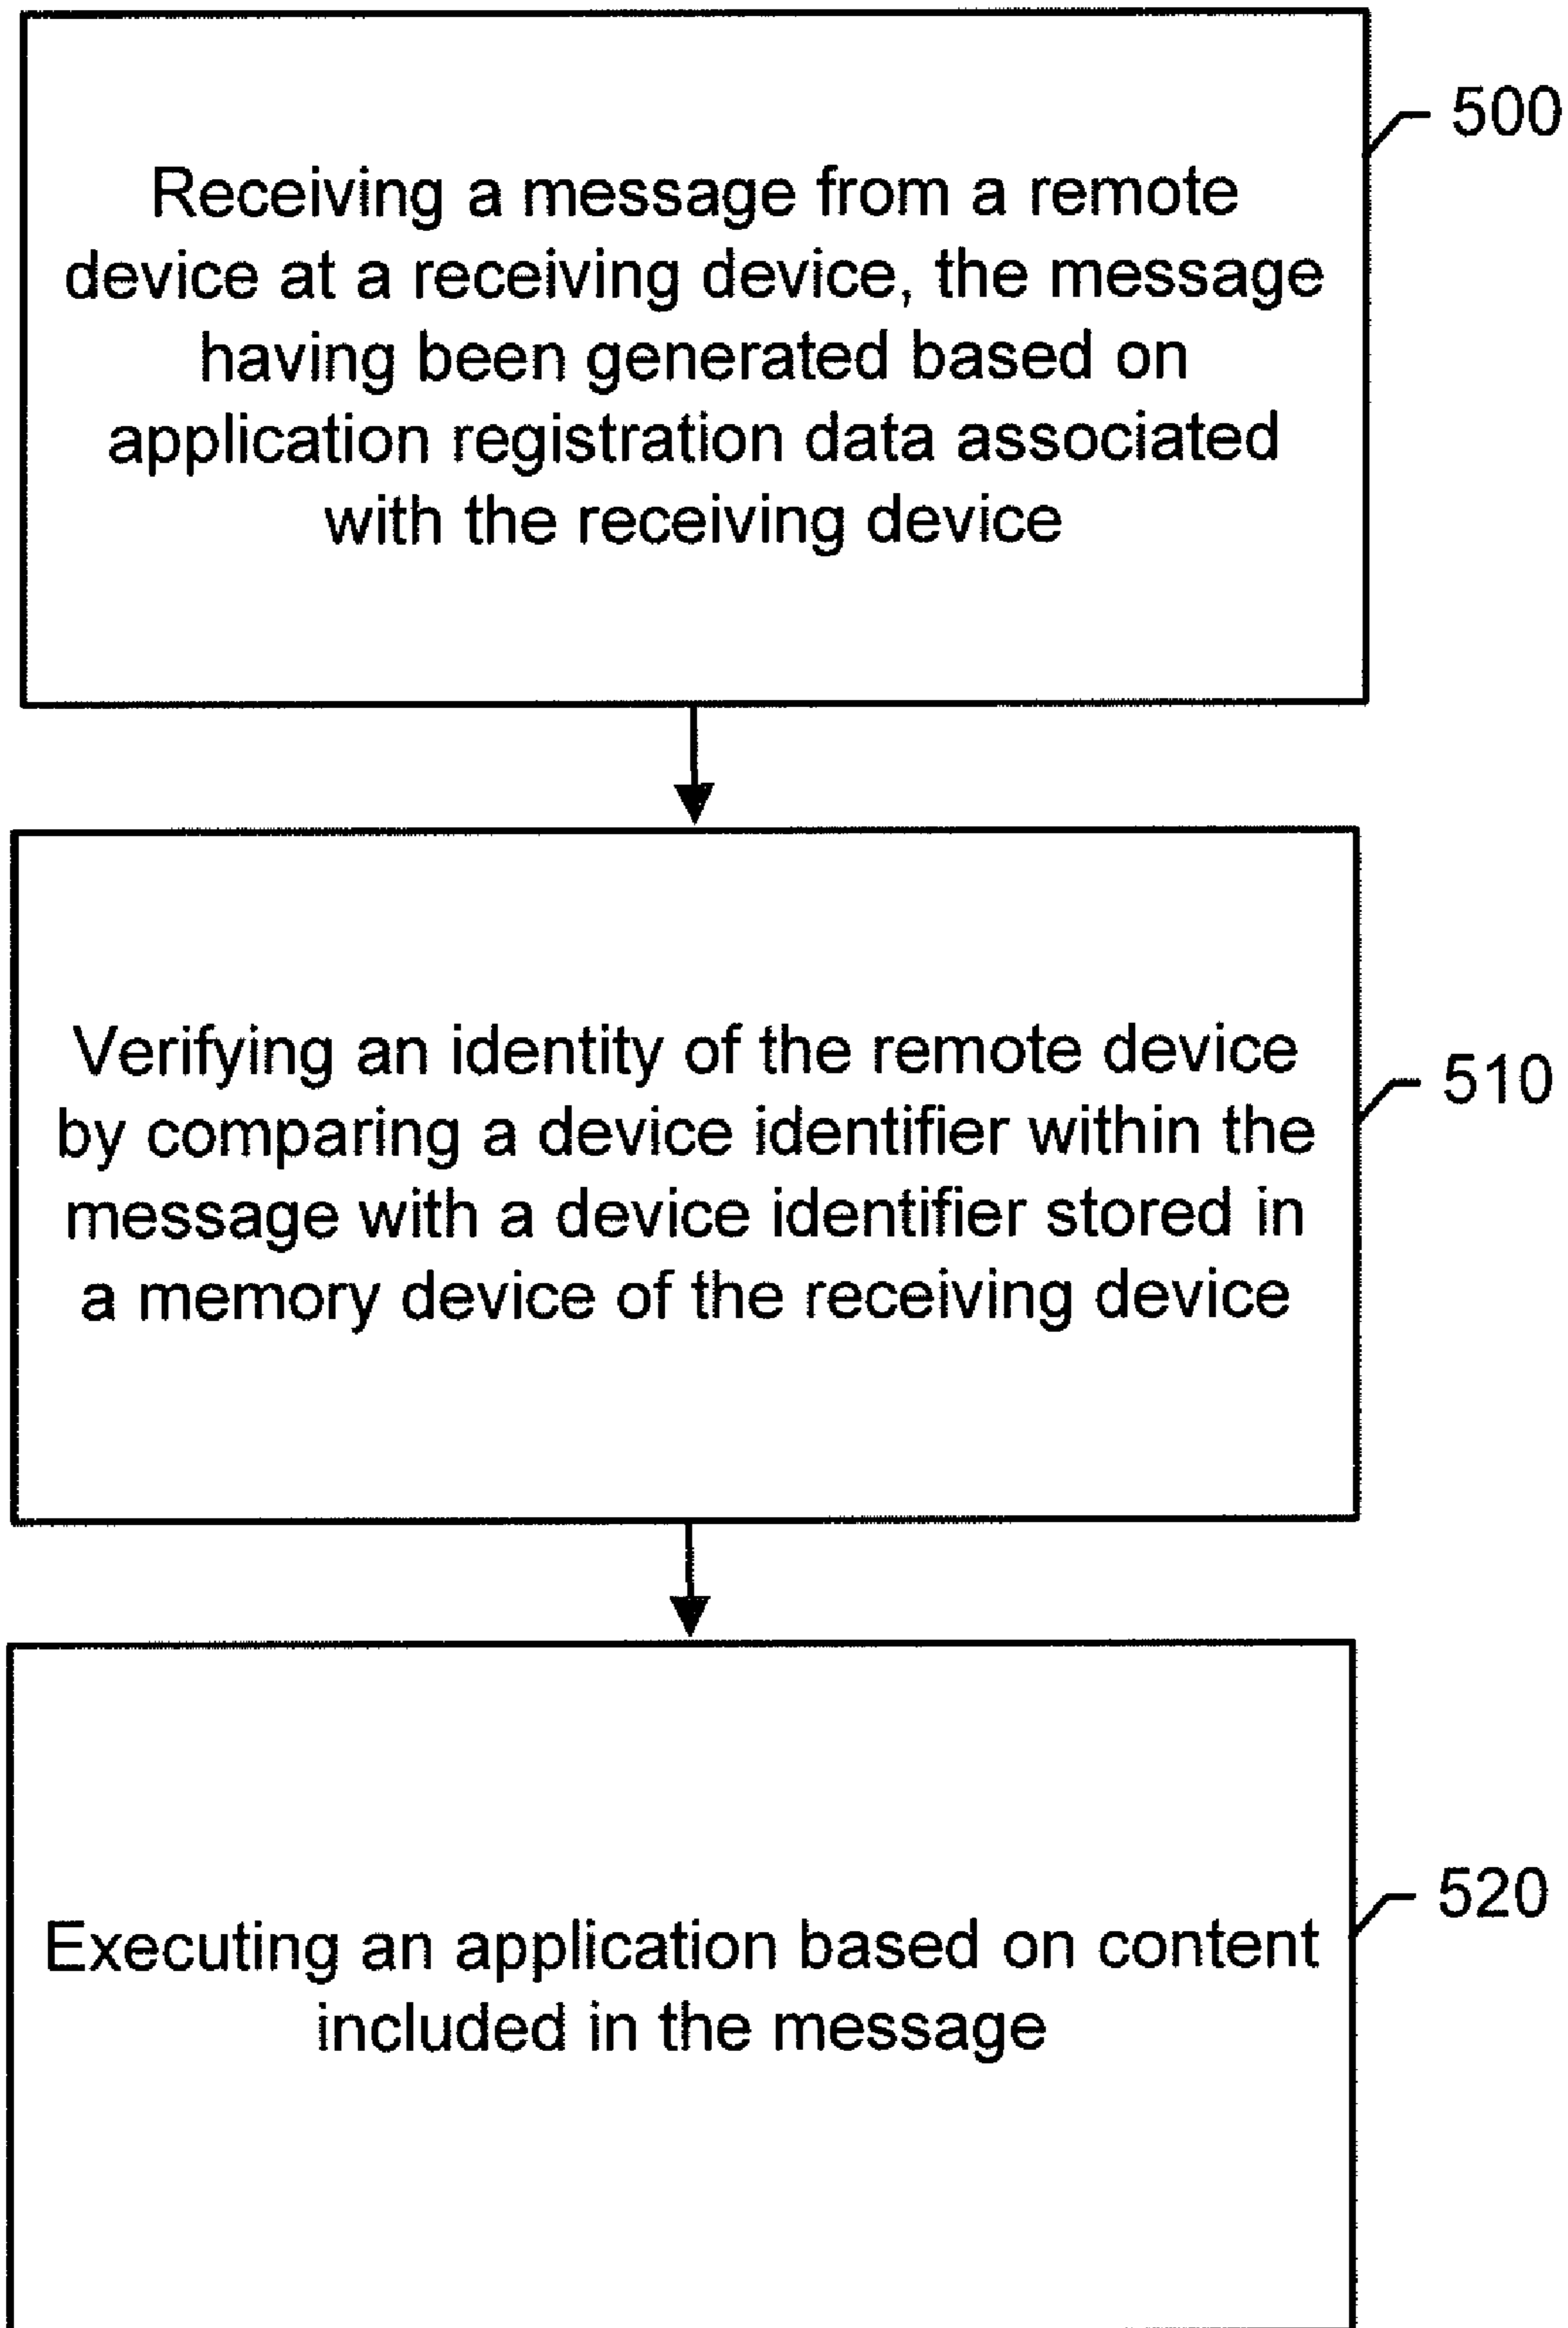 500
Receiving a message from a remote
device at a receiving device, the message
having been generated based on
application registration data associated
with the receiving device
510
Verifying an identity of the remote device
by comparing a device identifier within the
message with a device identifier stored in
a memory device of the receiving device
520
Executing an application based on content
included in the message